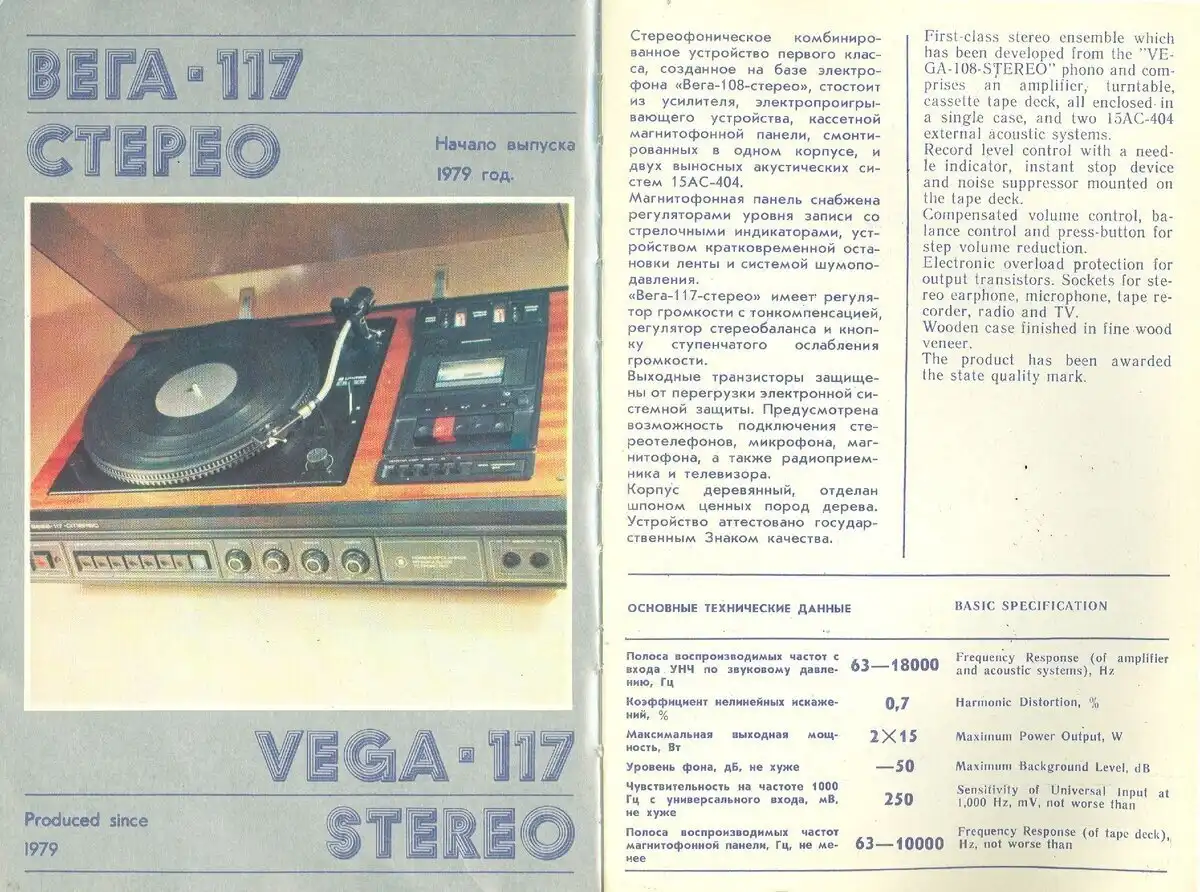 ВЕГА·117
СТЕРЕО
Начало выпуска
1979 год.
ВЕГА-117-СТЕРЕО
VEGA·117
STEREO
Produced since
1979
Стереофоническое комбиниро-
ванное устройство первого клас-
са, созданное на базе электро-
фона «Вега-108-стерео», стостоит
из усилителя, электропроигры-
вающего устройства, кассетной
магнитофонной панели, смонти-
рованных в одном корпусе, и
двух выносных акустических си-
стем 15АС-404.
Магнитофонная панель снабжена
регуляторами уровня записи со
стрелочными индикаторами, уст-
ройством кратковременной оста-
новки ленты и системой шумопо-
давления.
«Вега-117-стерео» имеет регуля-
тор громкости с тонкомпенсацией,
регулятор стереобаланса и кноп-
ку ступенчатого ослабления
громкости.
Выходные транзисторы защище-
ны от перегрузки электронной си-
стемной защиты. Предусмотрена
возможность подключения сте-
реотелефонов, микрофона, маг-
нитофона, а также радиоприем-
ника и телевизора.
Корпус деревянный, отделан
шпоном ценных пород дерева.
Устройство аттестовано государ-
ственным Знаком качества.
First-class stereo ensemble which
has been developed from the "VE-
GA-108-STEREO" phono and com-
prises an amplifier, turntable,
cassette tape deck, all enclosed in
a single case, and two 15AC-404
external acoustic systems.
Record level control with a need-
le indicator, instant stop device
and noise suppressor mounted on
the tape deck.
Compensated volume control, ba-
lance control and press-button for
step volume reduction.
Electronic overload protection for
output transistors. Sockets for ste-
reo earphone, microphone, tape re-
corder, radio and TV.
Wooden case finished in fine wood
veneer.
The product has been awarded
the state quality mark.
ОСНОВНЫЕ ТЕХНИЧЕСКИЕ ДАННЫЕ BASIC SPECIFICATION
Полоса воспроизводимых частот с
входа УНЧ по звуковому давле-
нию, Гц
63—18000
Frequency Response (of amplifier
and acoustic systems), Hz
Коэффициент нелинейных искаже-
ний, %
0,7
Harmonic Distortion, %
Максимальная выходная мощ-
ность, Вт
2×15
Maximum Power Output, W
Уровень фона, дБ, не хуже
—50
Maximum Background Level, dB
Чувствительность на частоте 1000
Гц с универсального входа, мВ,
не хуже
250
Sensitivity of Universal Input at
1,000 Hz, mV, not worse than
Полоса воспроизводимых частот
магнитофонной панели, Гц, не ме-
нее
63—10000
Frequency Response (of tape deck),
Hz, not worse than